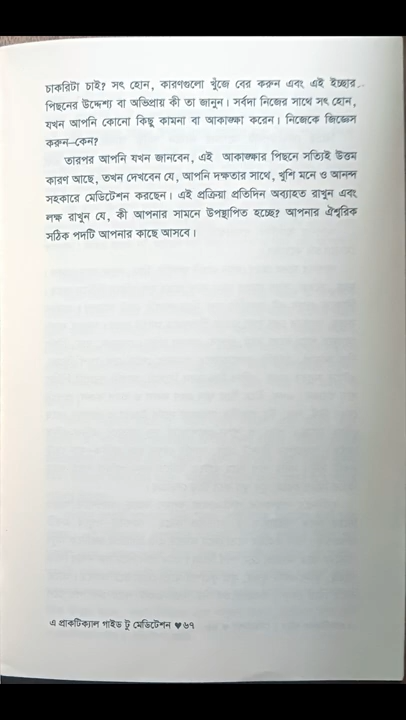 চাকরিটা চাই? সৎ হোন, কারণগুলো খুঁজে বের করুন এবং এই ইচ্ছার
পিছনের উদ্দেশ্য বা অভিপ্রায় কী তা জানুন। সর্বদা নিজের সাথে সৎ হোন,
যখন আপনি কোনো কিছু কামনা বা আকাঙ্ক্ষা করেন। নিজেকে জিজ্ঞেস
করুন–কেন?
তারপর আপনি যখন জানবেন, এই আকাঙ্ক্ষার পিছনে সত্যিই উত্তম
কারণ আছে, তখন দেখবেন যে, আপনি দক্ষতার সাথে, খুশি মনে ও আনন্দ
সহকারে মেডিটেশন করছেন। এই প্রক্রিয়া প্রতিদিন অব্যাহত রাখুন এবং
লক্ষ রাখুন যে, কী আপনার সামনে উপস্থাপিত হচ্ছে? আপনার ঐশ্বরিক
সঠিক পদটি আপনার কাছে আসবে।
এ প্রাকটিক্যাল গাইড টু মেডিটেশন ♥ ৬৭